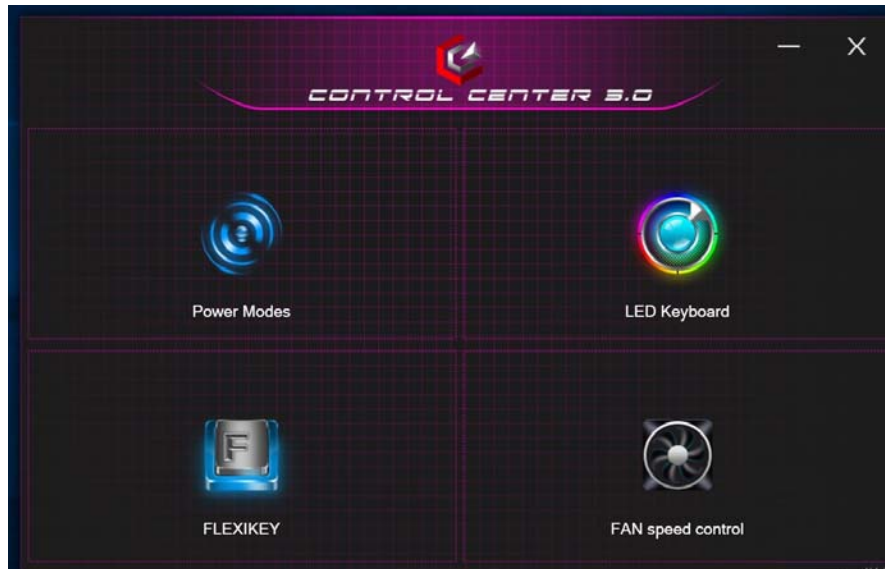 CONTROL CENTER 3.0
Power Modes
LED Keyboard
F
FLEXIKEY
FAN speed control